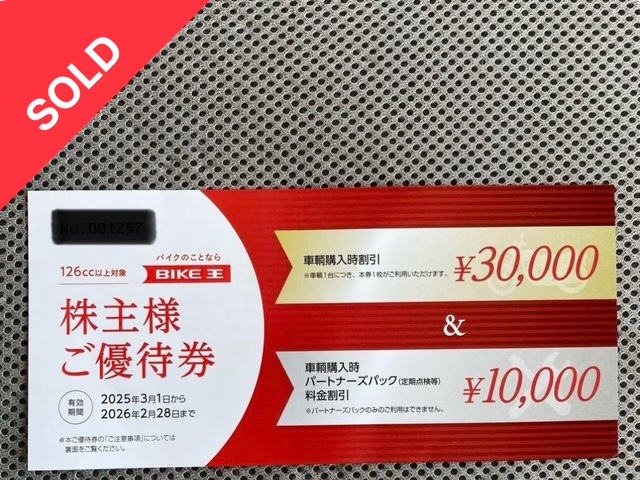 SOLD
No.001257
バイクのことなら
126cc以上対象
BIKE 王
株主様
ご優待券
有効
期間
2025年3月1日から
2026年2月28日まで
※本ご優待券の「ご注意事項」については
裏面をご覧ください。
車輌購入時割引
※車輌1台につき、本券1枚がご利用いただけます。
¥30,000
&
車輌購入時
パートナーズパック(定期点検等)
料金割引
※パートナーズパックのみのご利用はできません。
¥10,000